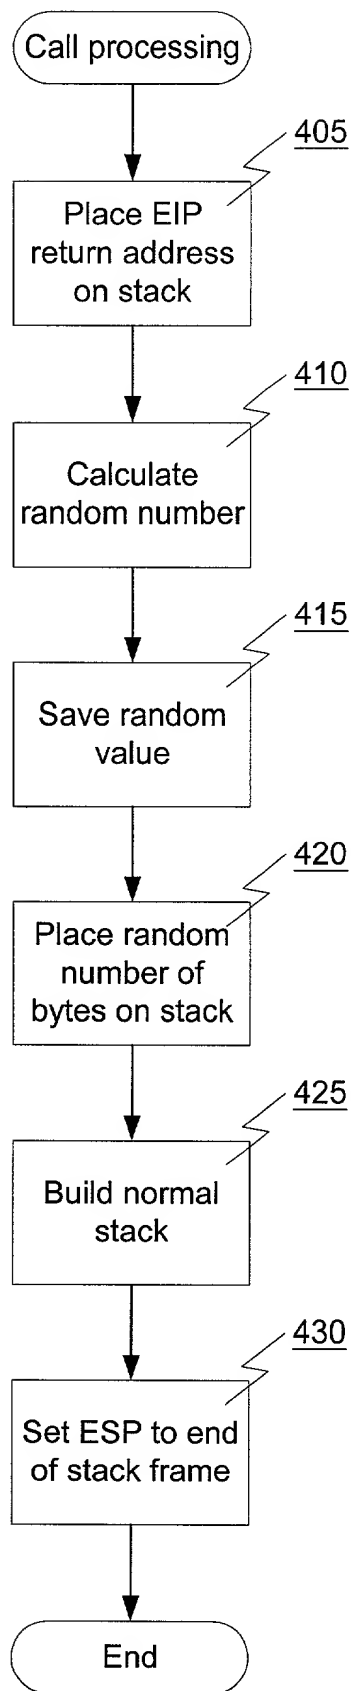 Call processing
405
Place EIP
return address
on stack
410
Calculate
random number
415
Save random
value
420
Place random
number of
bytes on stack
425
Build normal
stack
430
Set ESP to end
of stack frame
End